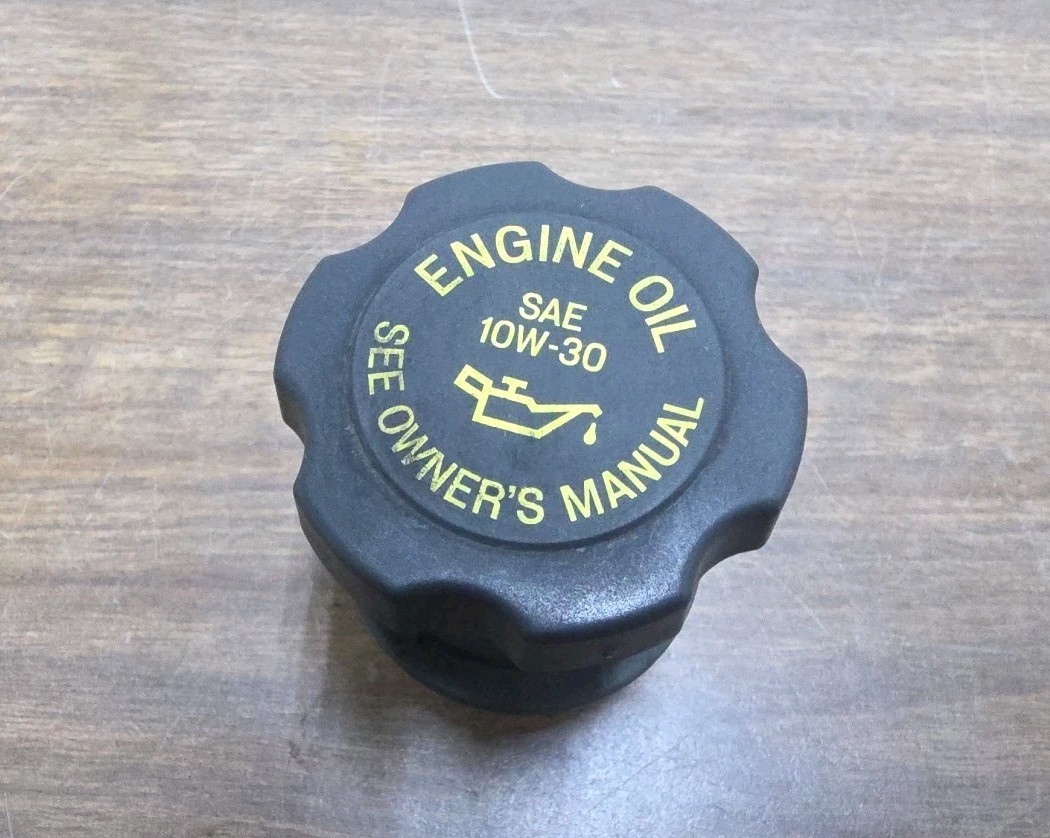 ENGINE OIL
SAE
10W-30
SEE OWNER'S MANUAL